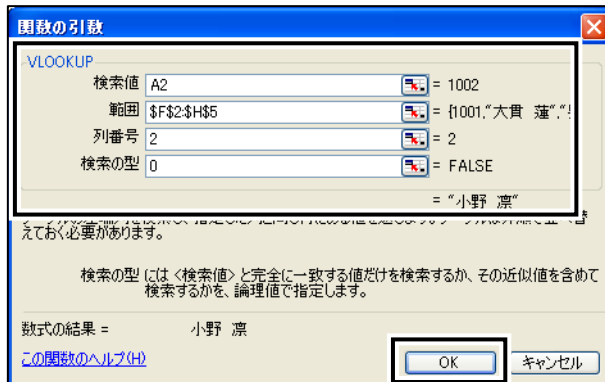 関数の引数
VLOOKUP
検索値 A2 = 1002
範囲 $F$2:$H$5 = {1001,"大貫 蓮","
列番号 2 = 2
検索の型 0 = FALSE
= "小野 凛"
えておく必要があります。
検索の型 には〈検索値〉と完全に一致する値だけを検索するか、その近似値を含めて
検索するかを、論理値で指定します。
数式の結果 = 小野 凛
この関数のヘルプ(H)
OK キャンセル